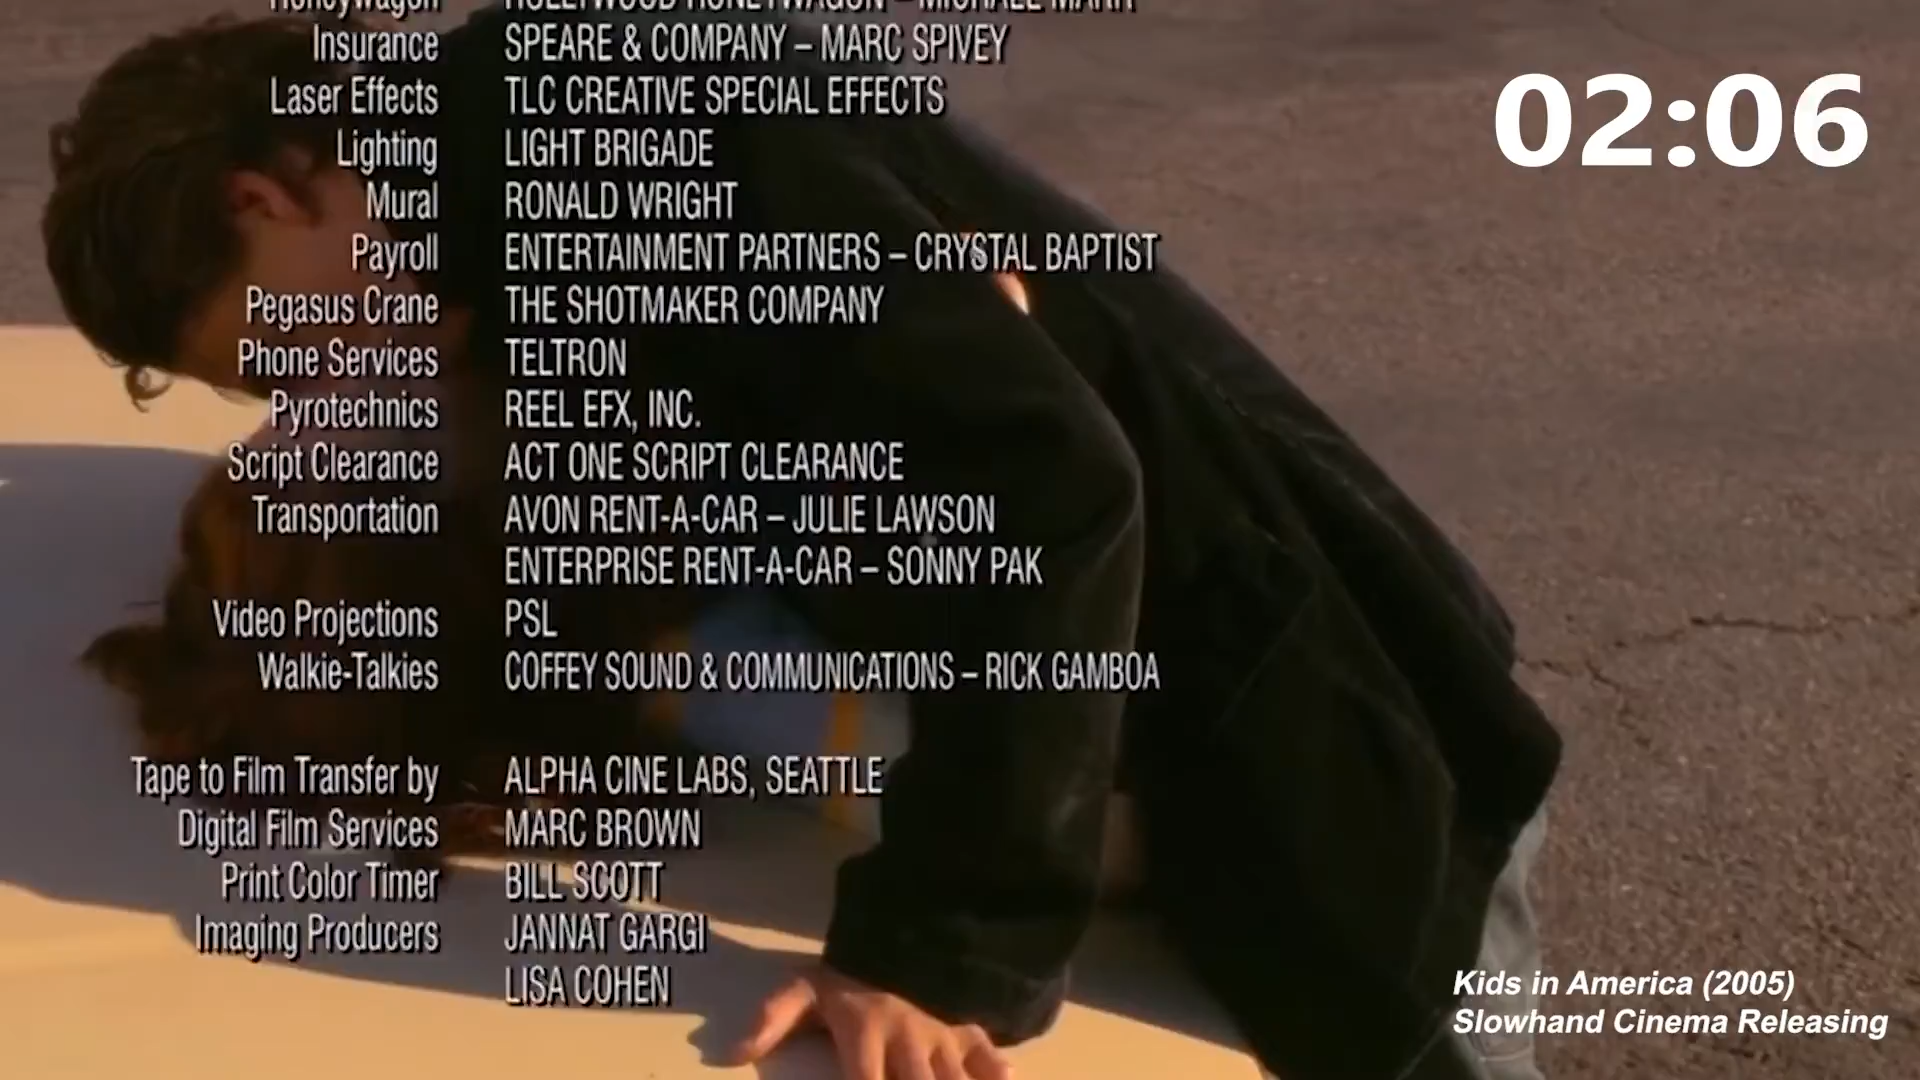 Honeywagon HOLLYWOOD HONEYWAGON – MICHAEL MARR
Insurance SPEARE & COMPANY – MARC SPIVEY
Laser Effects TLC CREATIVE SPECIAL EFFECTS
Lighting LIGHT BRIGADE
Mural RONALD WRIGHT
Payroll ENTERTAINMENT PARTNERS – CRYSTAL BAPTIST
Pegasus Crane THE SHOTMAKER COMPANY
Phone Services TELTRON
Pyrotechnics REEL EFX, INC.
Script Clearance ACT ONE SCRIPT CLEARANCE
Transportation AVON RENT-A-CAR – JULIE LAWSON
ENTERPRISE RENT-A-CAR – SONNY PAK
Video Projections PSL
Walkie-Talkies COFFEY SOUND & COMMUNICATIONS – RICK GAMBOA
Tape to Film Transfer by ALPHA CINE LABS, SEATTLE
Digital Film Services MARC BROWN
Print Color Timer BILL SCOTT
Imaging Producers JANNAT GARGI
LISA COHEN
02:06
Kids in America (2005)
Slowhand Cinema Releasing